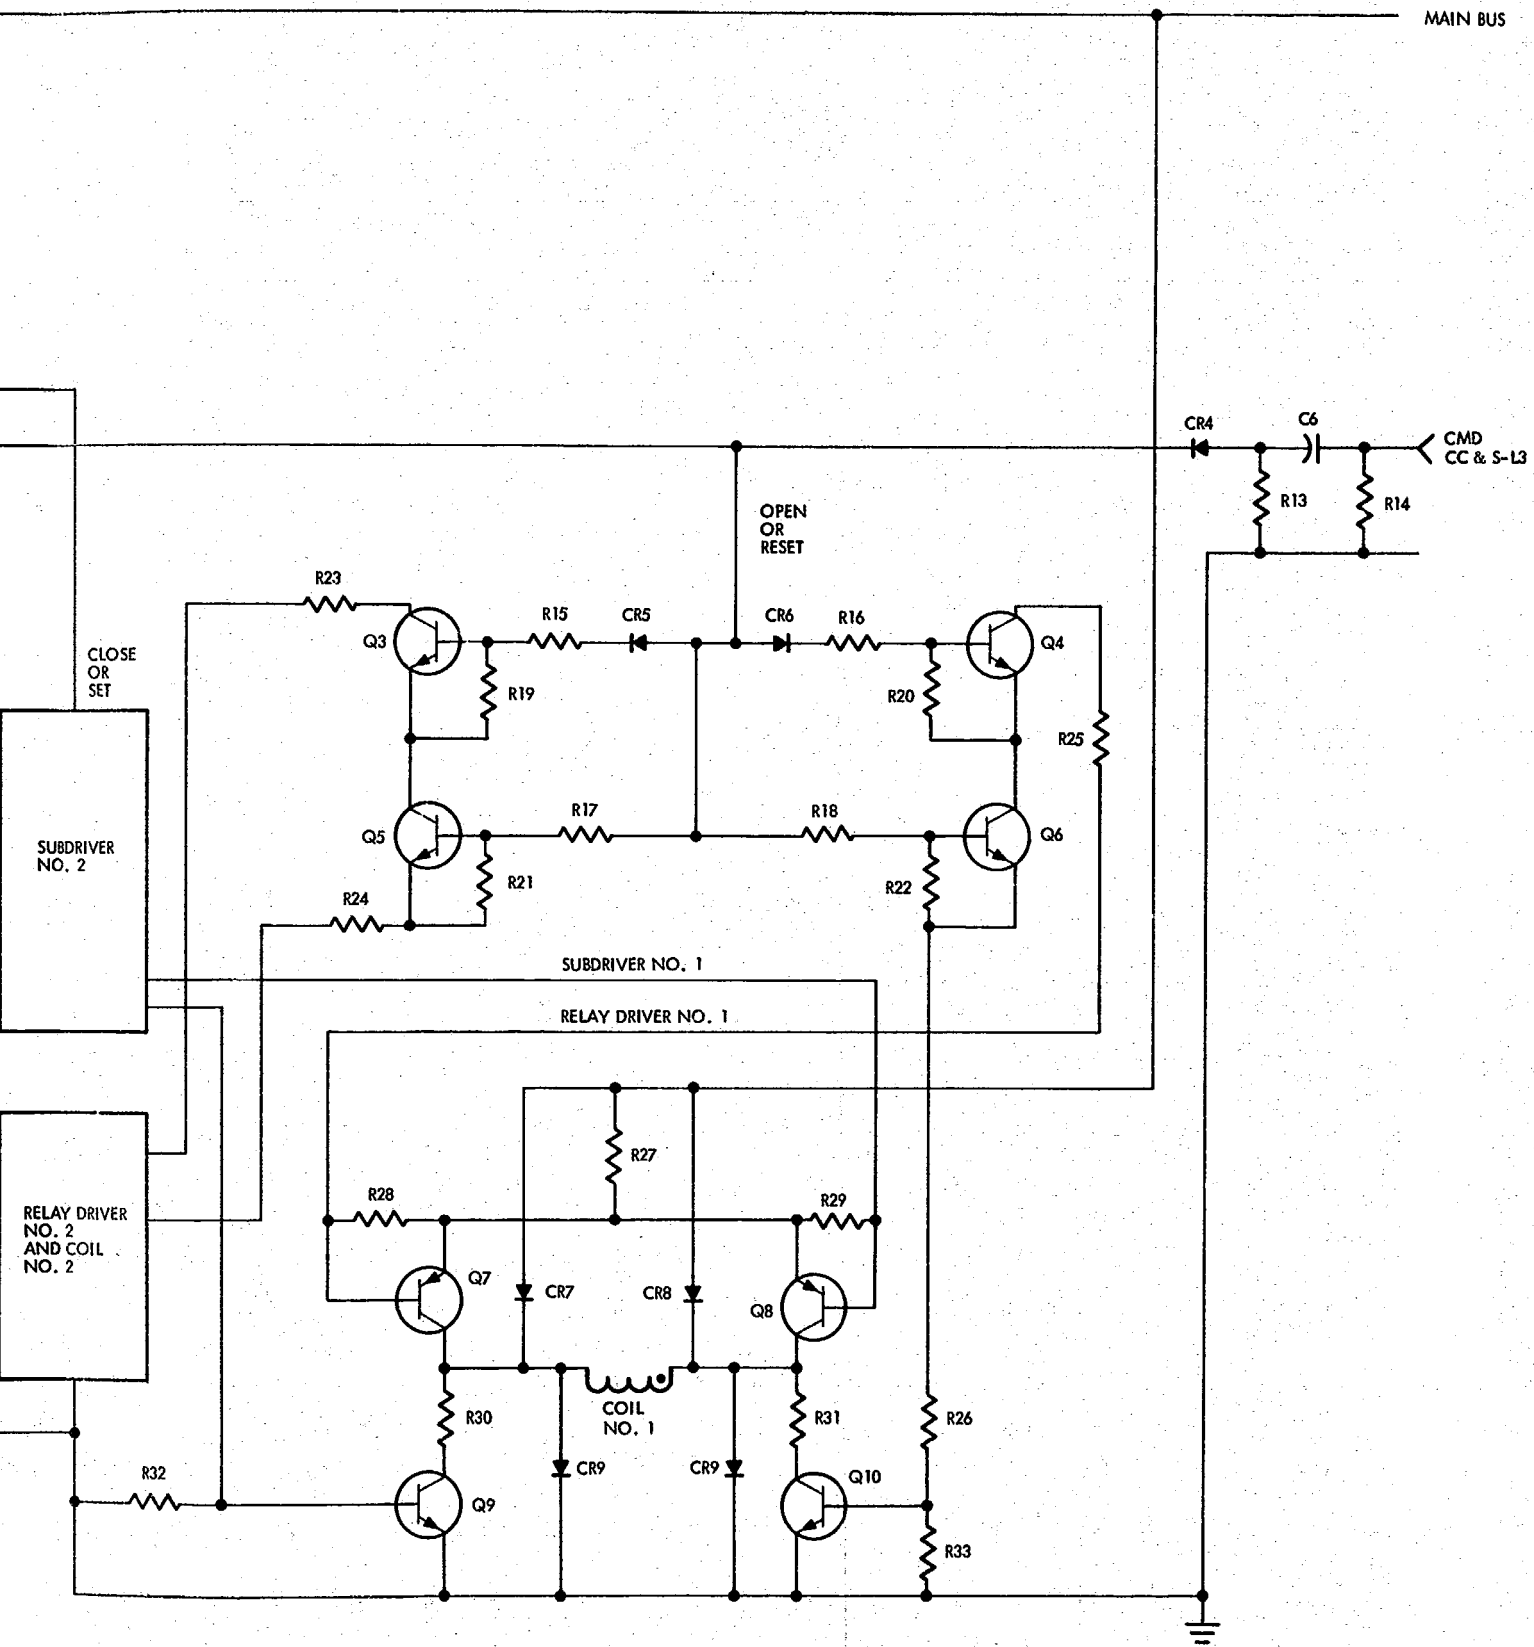 MAIN BUS
CR4
C6
CMD
CC & S-L3
R13
R14
OPEN
OR
RESET
R23
R15
CR5
CR6
R16
Q3
Q4
CLOSE
OR
SET
R19
R20
R25
R17
R18
Q5
Q6
SUBDRIVER
NO. 2
R21
R22
R24
SUBDRIVER NO. 1
RELAY DRIVER NO. 1
R27
R28
R29
RELAY DRIVER
NO. 2
AND COIL
NO. 2
Q7
CR7
CR8
Q8
COIL
NO. 1
R30
R31
R26
R32
CR9
CR9
Q10
Q9
R33